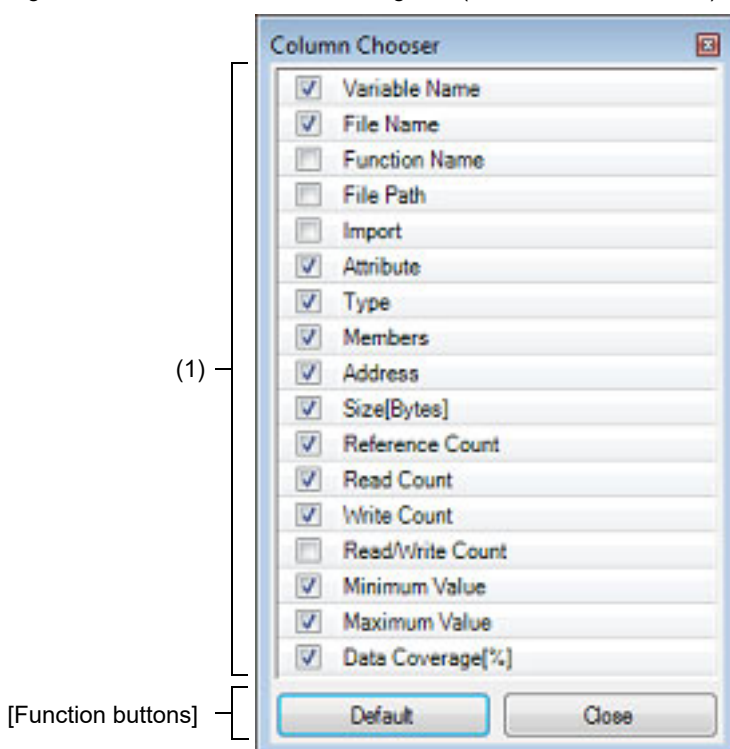 Column Chooser
Variable Name
File Name
Function Name
File Path
Import
Attribute
Type
Members
(1)
Address
Size[Bytes]
Reference Count
Read Count
Write Count
Read/Write Count
Minimum Value
Maximum Value
Data Coverage[%]
[Function buttons]
Default
Close